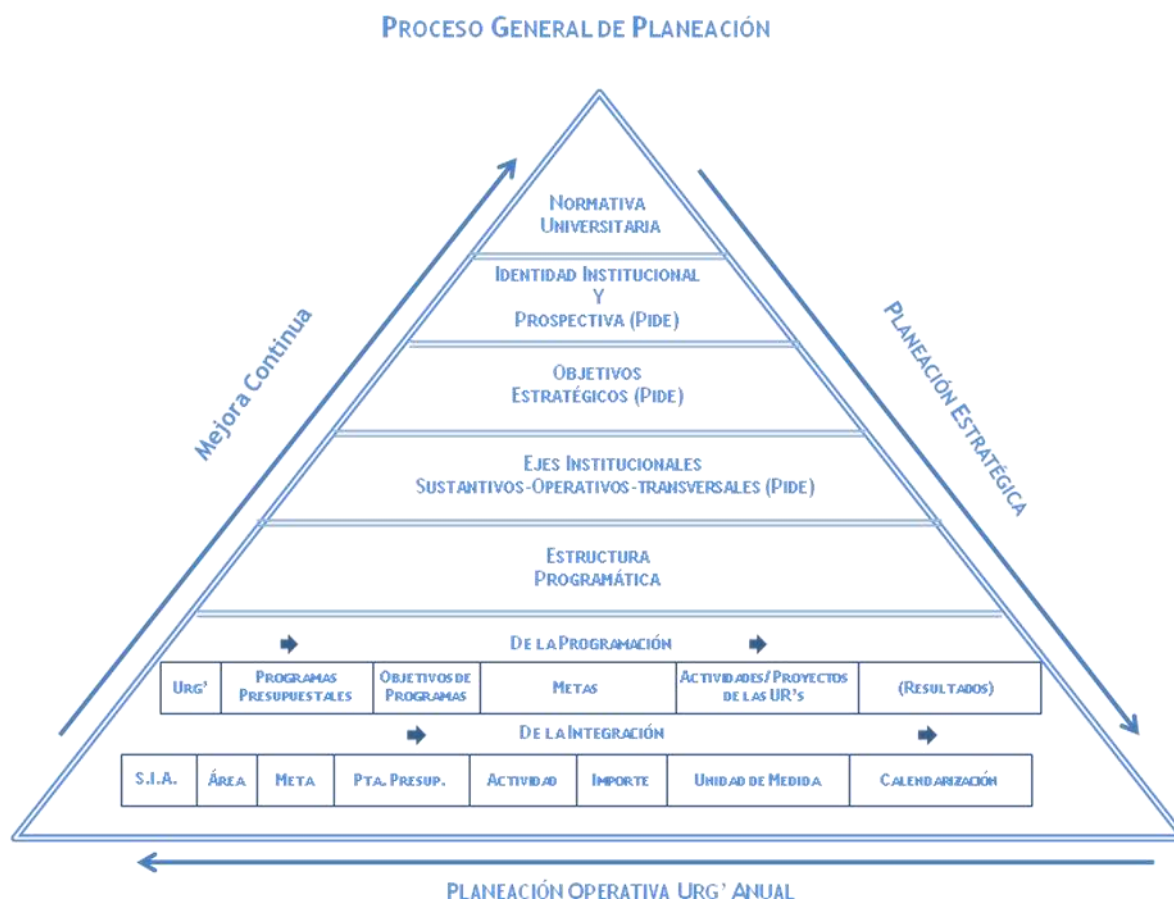 PROCESO GENERAL DE PLANEACIÓN
NORMATIVA
UNIVERSITARIA
IDENTIDAD INSTITUCIONAL
Y
PROSPECTIVA (PIDE)
OBJETIVOS
ESTRATÉGICOS (PIDE)
EJES INSTITUCIONALES
SUSTANTIVOS-OPERATIVOS-TRANSVERSALES (PIDE)
ESTRUCTURA
PROGRAMÁTICA
Mejora Continua
PLANEACIÓN ESTRATÉGICA
DE LA PROGRAMACIÓN
URG'
PROGRAMAS
PRESUPUESTALES
OBJETIVOS DE
PROGRAMAS
METAS
ACTIVIDADES/PROYECTOS
DE LAS UR'S
(RESULTADOS)
DE LA INTEGRACIÓN
S.I.A.
ÁREA
META
PTA. PRESUP.
ACTIVIDAD
IMPORTE
UNIDAD DE MEDIDA
CALENDARIZACIÓN
PLANEACIÓN OPERATIVA URG' ANUAL